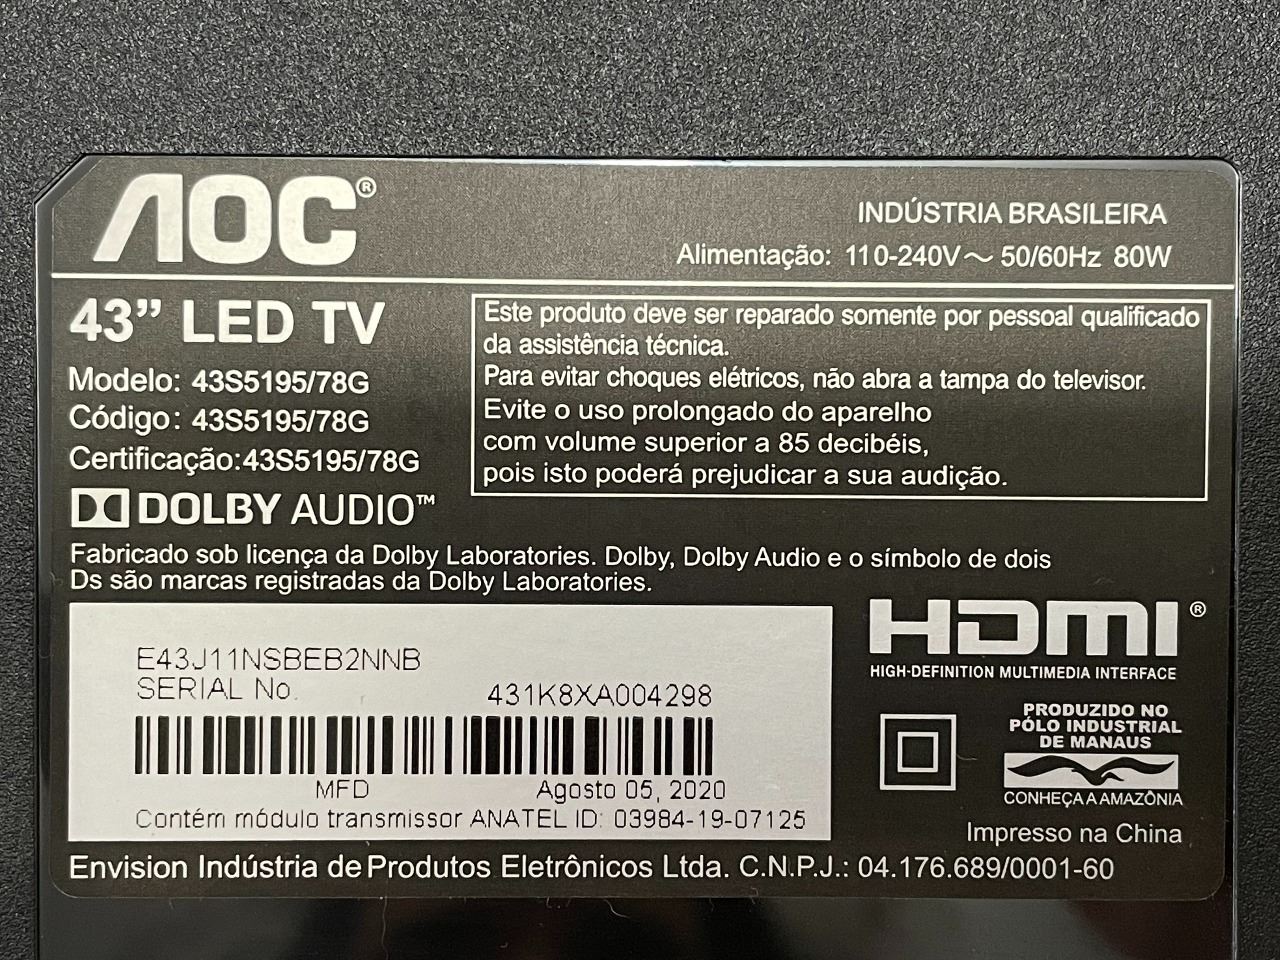 AOC®
INDÚSTRIA BRASILEIRA
Alimentação: 110-240V～ 50/60Hz 80W
43” LED TV
Modelo: 43S5195/78G
Código: 43S5195/78G
Certificação:43S5195/78G
Este produto deve ser reparado somente por pessoal qualificado
da assistência técnica.
Para evitar choques elétricos, não abra a tampa do televisor.
Evite o uso prolongado do aparelho
com volume superior a 85 decibéis,
pois isto poderá prejudicar a sua audição.
DOLBY AUDIO™
Fabricado sob licença da Dolby Laboratories. Dolby, Dolby Audio e o símbolo de dois
Ds são marcas registradas da Dolby Laboratories.
E43J11NSBEB2NNB
SERIAL No. 431K8XA004298
MFD Agosto 05, 2020
Contém módulo transmissor ANATEL ID: 03984-19-07125
HDMI®
HIGH-DEFINITION MULTIMEDIA INTERFACE
PRODUZIDO NO
PÓLO INDUSTRIAL
DE MANAUS
CONHEÇA A AMAZÔNIA
Impresso na China
Envision Indústria de Produtos Eletrônicos Ltda. C.N.P.J.: 04.176.689/0001-60